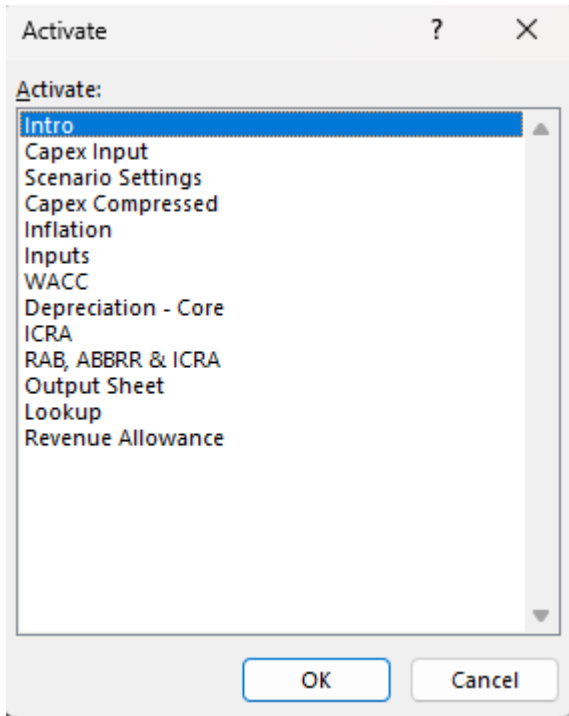 Activate
?
Activate:
Intro
Capex Input
Scenario Settings
Capex Compressed
Inflation
Inputs
WACC
Depreciation - Core
ICRA
RAB, ABBRR & ICRA
Output Sheet
Lookup
Revenue Allowance
OK
Cancel